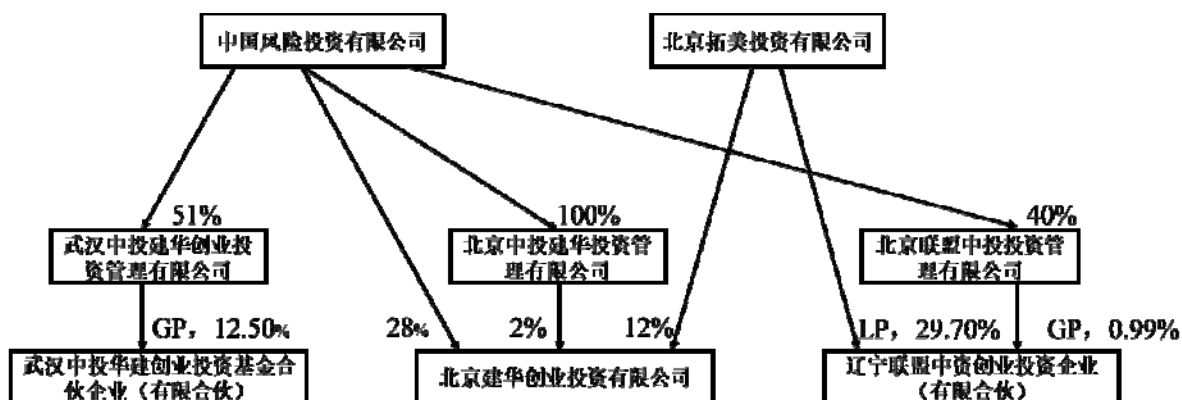 中国风险投资有限公司
北京拓美投资有限公司
51%
100%
40%
武汉中投建华创业投
资管理有限公司
北京中投建华投资管
理有限公司
北京联盟中投投资管
理有限公司
GP，12.50%
28%
2%
12%
LP，29.70%
GP，0.99%
武汉中投华建创业投资基金合
伙企业（有限合伙）
北京建华创业投资有限公司
辽宁联盟中资创业投资企业
（有限合伙）